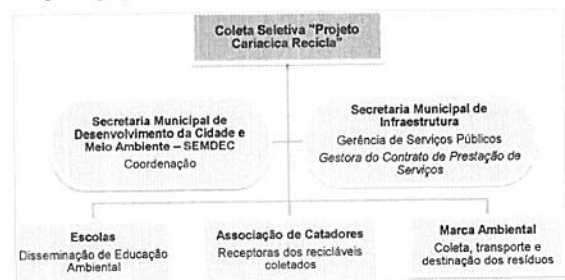 Coleta Seletiva "Projeto
Cariacica Recicla"
Secretaria Municipal de
Desenvolvimento da Cidade e
Meio Ambiente – SEMDEC
Coordenação
Secretaria Municipal de
Infraestrutura
Gerência de Serviços Públicos
Gestora do Contrato de Prestação de
Serviços
Escolas
Disseminação de Educação
Ambiental
Associação de Catadores
Receptoras dos recicláveis
coletados
Marca Ambiental
Coleta, transporte e
destinação dos resíduos